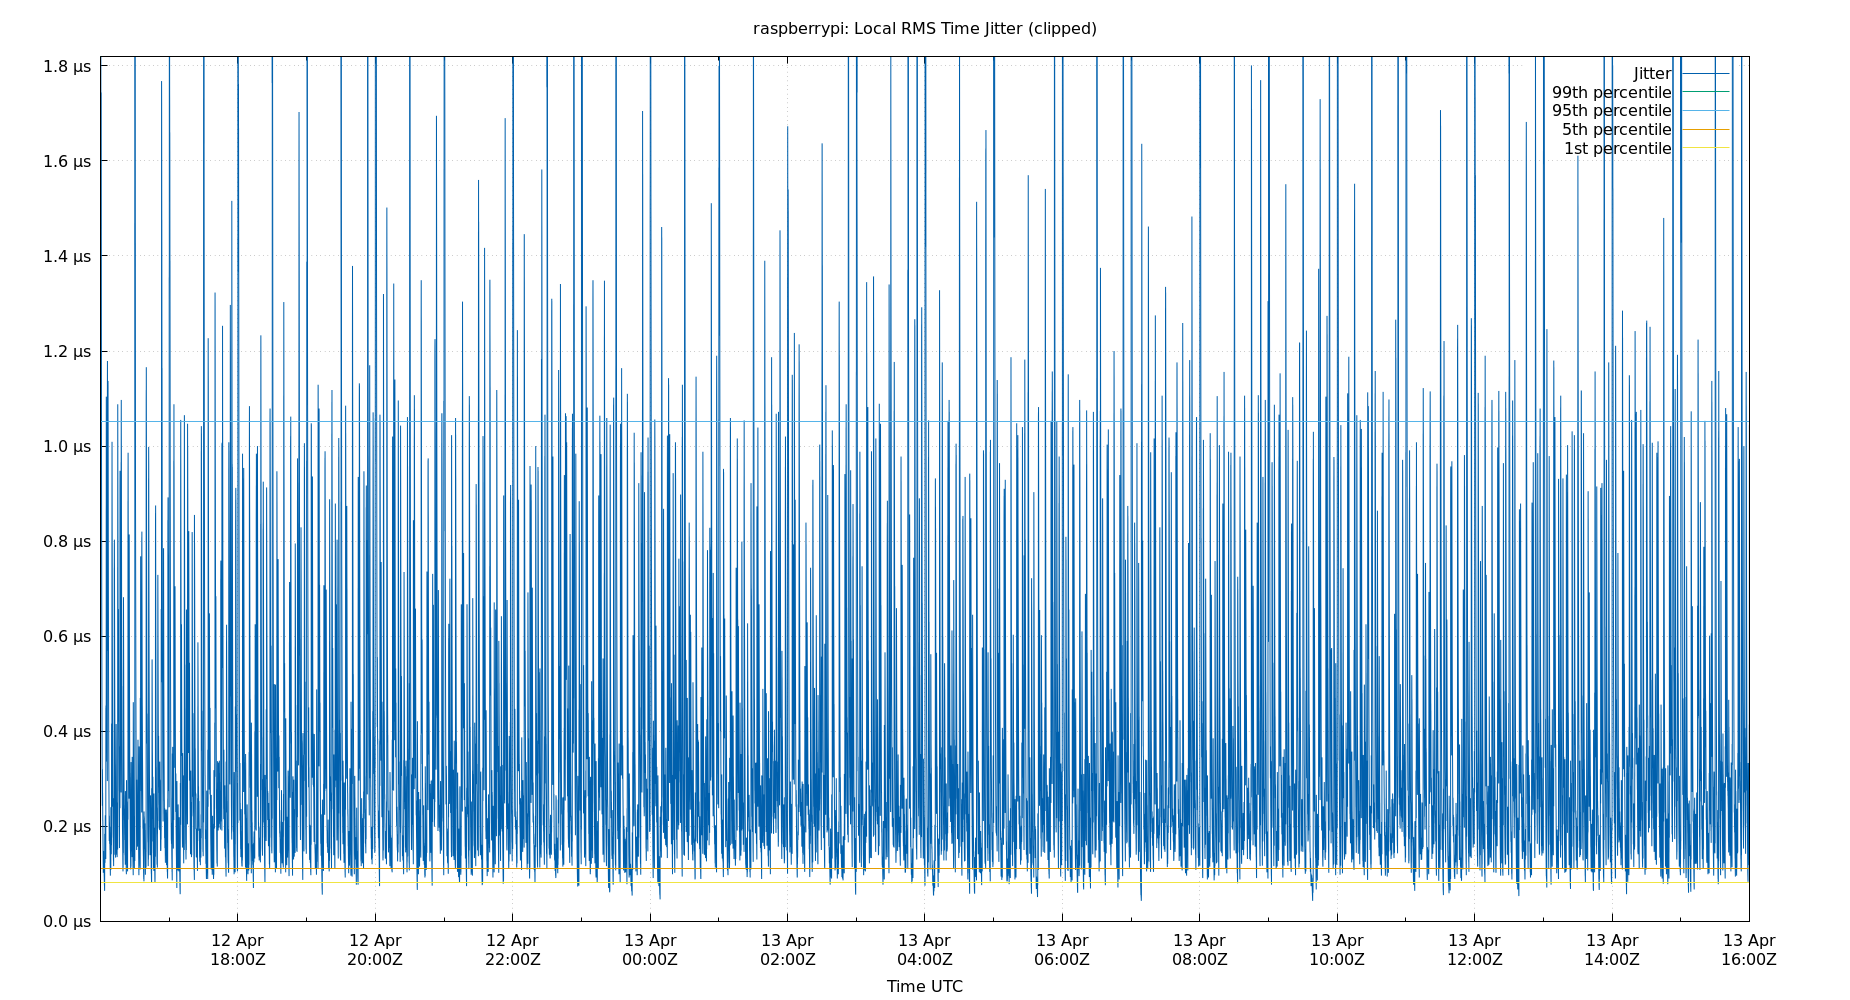 raspberrypi: Local RMS Time Jitter (clipped)
1.8 µs
1.6 µs
1.4 µs
1.2 µs
1.0 µs
0.8 µs
0.6 µs
0.4 µs
0.2 µs
0.0 µs
Jitter
99th percentile
95th percentile
5th percentile
1st percentile
12 Apr 12 Apr 12 Apr 13 Apr 13 Apr 13 Apr 13 Apr 13 Apr 13 Apr 13 Apr 13 Apr 13 Apr
18:00Z 20:00Z 22:00Z 00:00Z 02:00Z 04:00Z 06:00Z 08:00Z 10:00Z 12:00Z 14:00Z 16:00Z
Time UTC